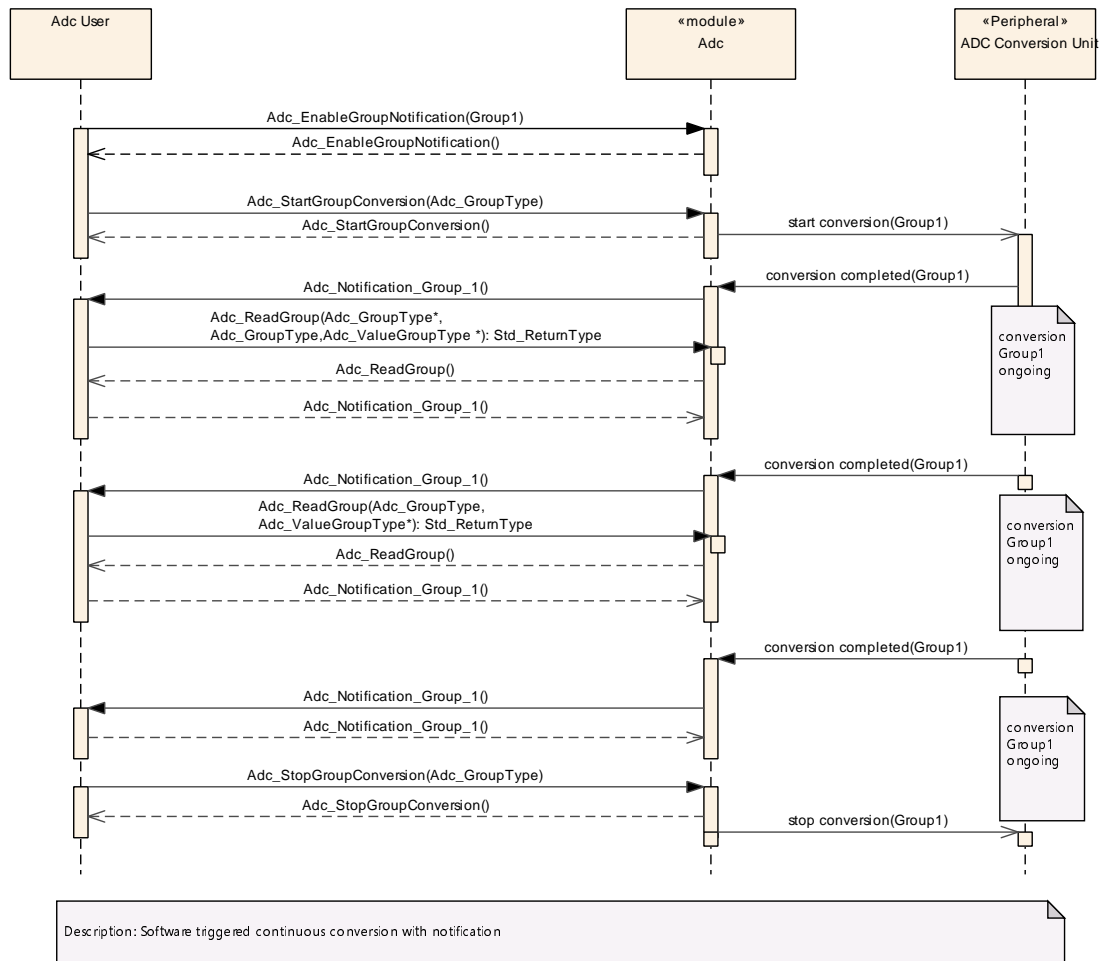 Adc User
«module»
Adc
«Peripheral»
ADC Conversion Unit
Adc_EnableGroupNotification(Group1)
Adc_EnableGroupNotification()
Adc_StartGroupConversion(Adc_GroupType)
Adc_StartGroupConversion()
start conversion(Group1)
conversion completed(Group1)
Adc_Notification_Group_1()
Adc_ReadGroup(Adc_GroupType*,
Adc_GroupType,Adc_ValueGroupType *): Std_ReturnType
conversion
Group1
ongoing
Adc_ReadGroup()
Adc_Notification_Group_1()
conversion completed(Group1)
Adc_Notification_Group_1()
Adc_ReadGroup(Adc_GroupType,
Adc_ValueGroupType*): Std_ReturnType
conversion
Group1
ongoing
Adc_ReadGroup()
Adc_Notification_Group_1()
conversion completed(Group1)
Adc_Notification_Group_1()
Adc_Notification_Group_1()
conversion
Group1
ongoing
Adc_StopGroupConversion(Adc_GroupType)
Adc_StopGroupConversion()
stop conversion(Group1)
Description: Software triggered continuous conversion with notification